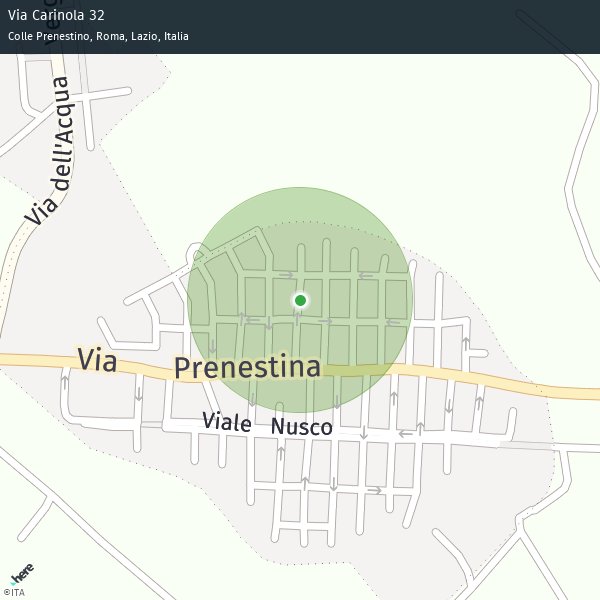 Via Carinola 32
Colle Prenestino, Roma, Lazio, Italia
Via dell'Acqua
Via Prenestina
Viale Nusco
here
©ITA